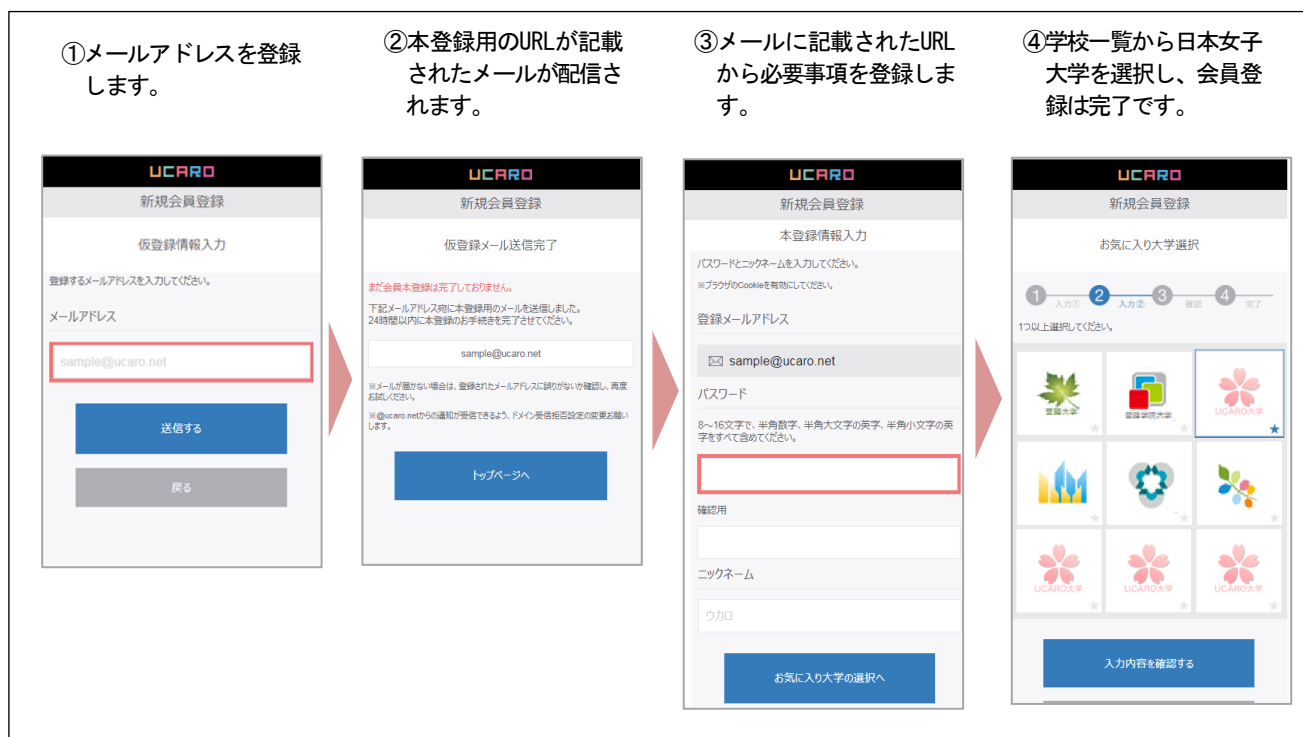 ①メールアドレスを登録
します。
②本登録用のURLが記載
されたメールが配信さ
れます。
③メールに記載されたURL
から必要事項を登録しま
す。
④学校一覧から日本女子
大学を選択し、会員登
録は完了です。
UCARO
新規会員登録
仮登録情報入力
登録するメールアドレスを入力してください。
メールアドレス
sample@ucaro.net
送信する
戻る
UCARO
新規会員登録
仮登録メール送信完了
まだ会員本登録は完了しておりません。
下記メールアドレス宛に本登録用のメールを送信しました。
24時間以内に本登録のお手続きを完了させてください。
sample@ucaro.net
※メールが届かない場合は、登録されたメールアドレスに誤りがないか確認し、再度
お試しください。
※@ucaro.netからの通知が受信できるよう、ドメイン受信拒否設定の変更お願い
します。
トップページへ
UCARO
新規会員登録
本登録情報入力
パスワードとニックネームを入力してください。
※ブラウザのCookieを有効にしてください。
登録メールアドレス
sample@ucaro.net
パスワード
8～16文字で、半角数字、半角大文字の英字、半角小文字の英
字をすべて含めてください。
確認用
ニックネーム
ウカロ
お気に入り大学の選択へ
UCARO
新規会員登録
お気に入り大学選択
1 入力① 2 入力② 3 確認 4 完了
1つ以上選択してください。
UCARO大学
UCARO大学
UCARO大学
UCARO大学
入力内容を確認する